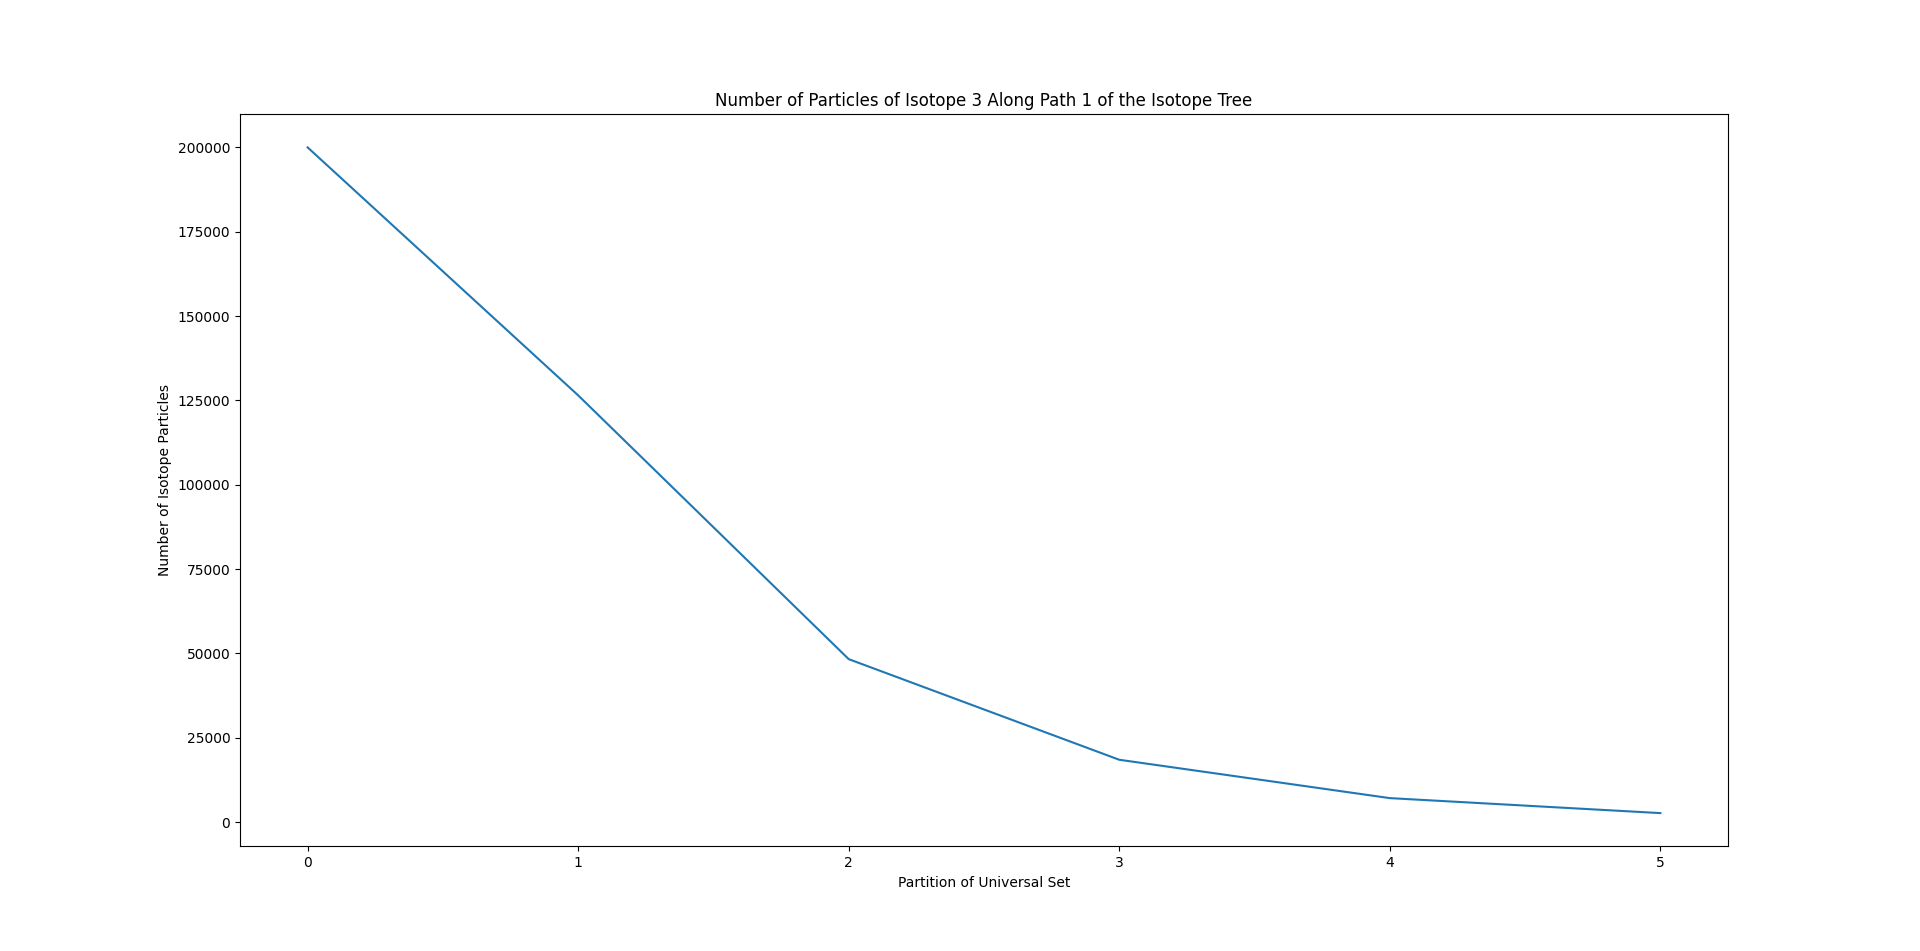 Number of Particles of Isotope 3 Along Path 1 of the Isotope Tree
Number of Isotope Particles
200000
175000
150000
125000
100000
75000
50000
25000
0
0 1 2 3 4 5
Partition of Universal Set